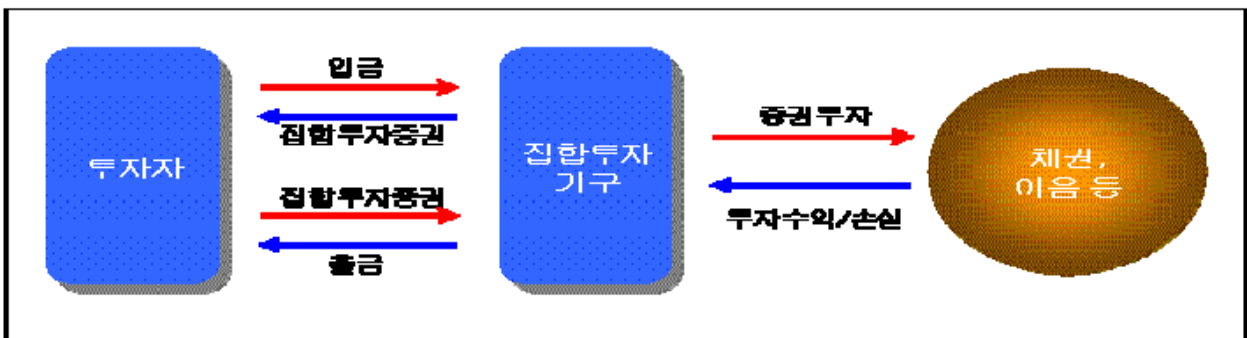 입금
집합투자증권
투자자
집합투자증권
출금
집합투자
기구
증권투자
투자수익/손실
채권,
어음 등